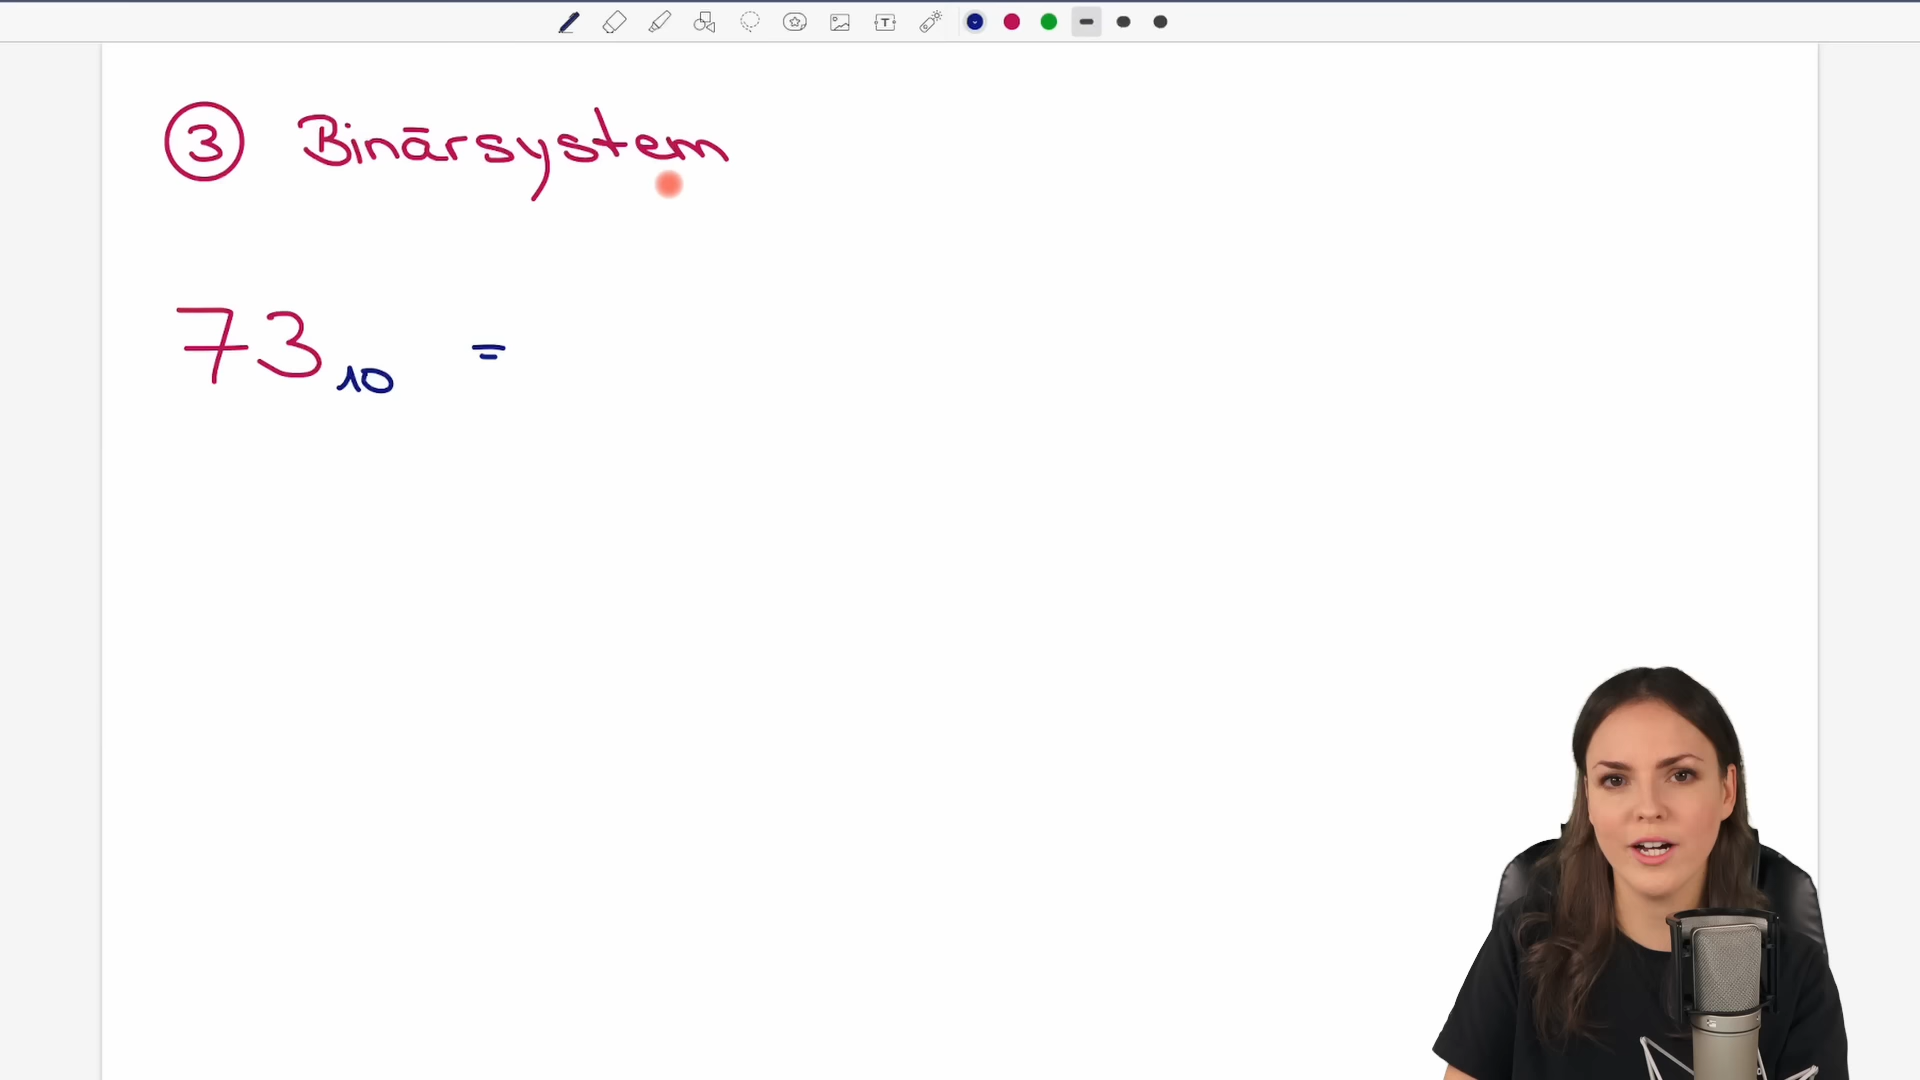 ③ Binärsystem
73₁₀ =